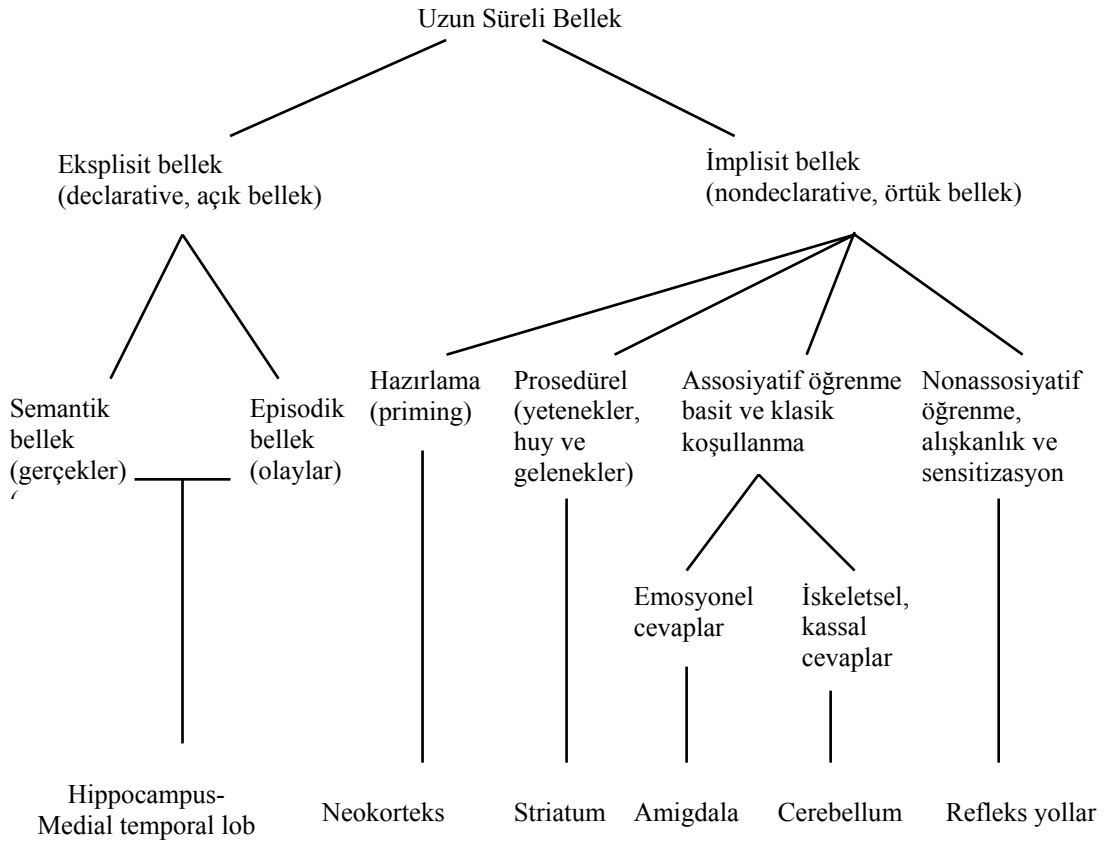 Uzun Süreli Bellek
Eksplisit bellek
(declarative, açık bellek)
İmplisit bellek
(nondeclarative, örtük bellek)
Semantik
bellek
(gerçekler)
(
Episodik
bellek
(olaylar)
Hazırlama
(priming)
Prosedürel
(yetenekler,
huy ve
gelenekler)
Assosiyatif öğrenme
basit ve klasik
koşullanma
Nonassosiyatif
öğrenme,
alışkanlık ve
sensitizasyon
Emosyonel
cevaplar
İskeletsel,
kassal
cevaplar
Hippocampus-
Medial temporal lob
Neokorteks
Striatum
Amigdala
Cerebellum
Refleks yollar